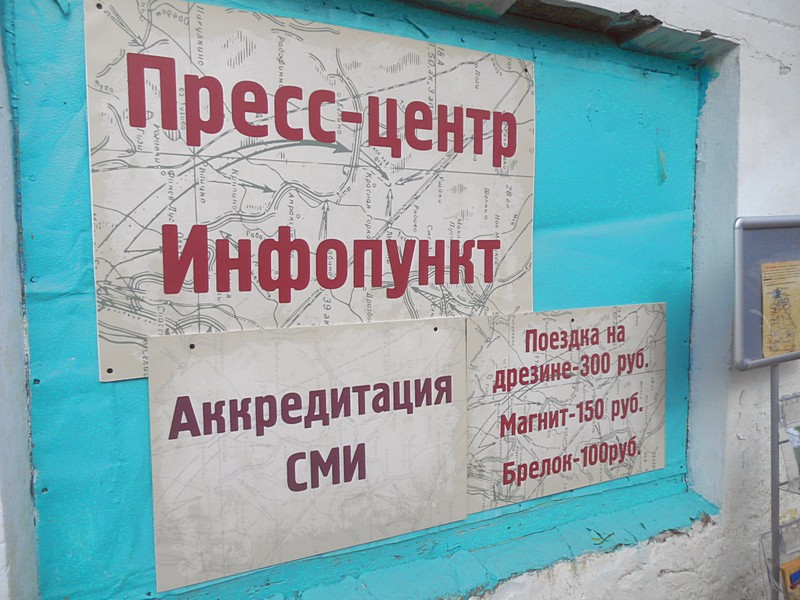 Пресс-центр
Инфопункт
Аккредитация
СМИ
Поездка на
дрезине-300 руб.
Магнит-150 руб.
Брелок-100руб.